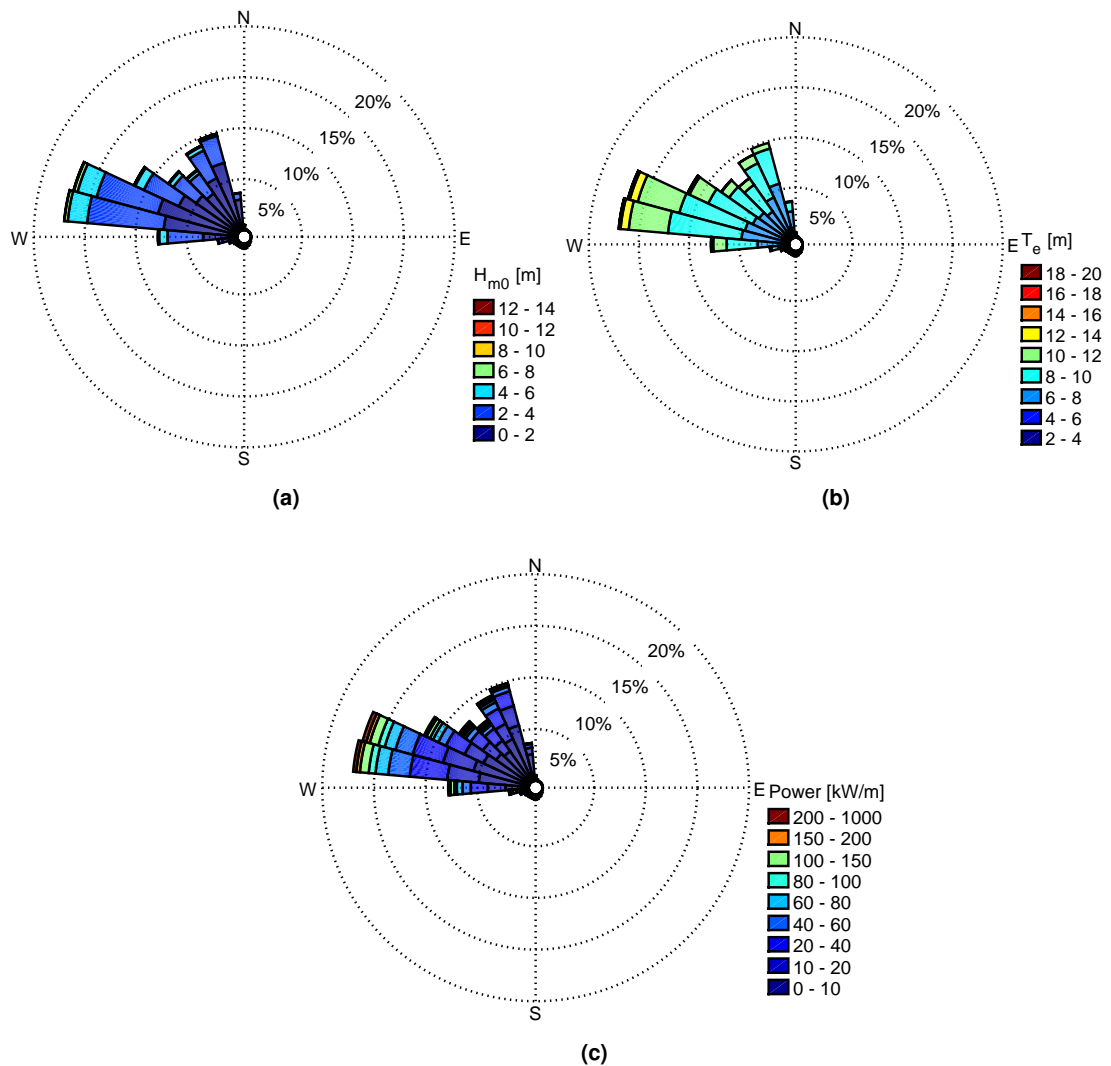 N
20%
15%
10%
5%
W
E
S
H_m0 [m]
12 - 14
10 - 12
8 - 10
6 - 8
4 - 6
2 - 4
0 - 2
(a)
N
20%
15%
10%
5%
W
E
S
T_e [m]
18 - 20
16 - 18
14 - 16
12 - 14
10 - 12
8 - 10
6 - 8
4 - 6
2 - 4
(b)
N
20%
15%
10%
5%
W
E
S
Power [kW/m]
200 - 1000
150 - 200
100 - 150
80 - 100
60 - 80
40 - 60
20 - 40
10 - 20
0 - 10
(c)